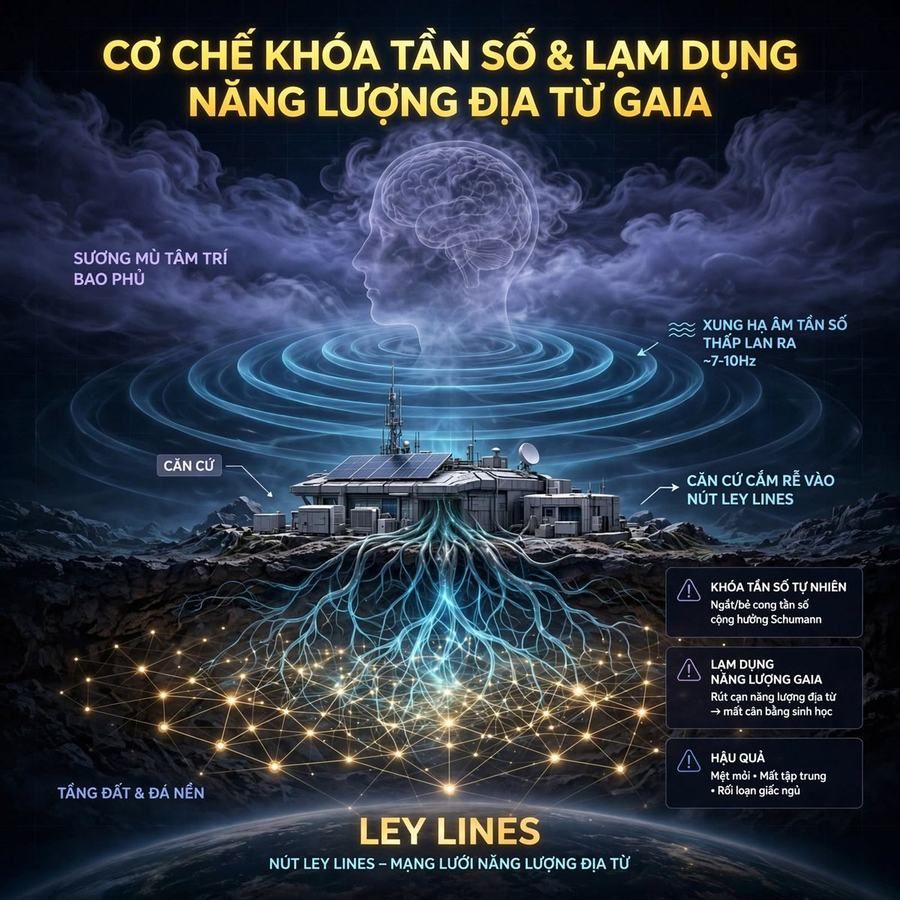 CƠ CHẾ KHÓA TẦN SỐ & LẠM DỤNG
NĂNG LƯỢNG ĐỊA TỪ GAIA
SƯƠNG MÙ TÂM TRÍ
BAO PHỦ
XUNG HẠ ÂM TẦN SỐ
THẤP LAN RA
~7-10Hz
CĂN CỨ
CĂN CỨ CẮM RỄ VÀO
NÚT LEY LINES
KHÓA TẦN SỐ TỰ NHIÊN
Ngắt/bẻ cong tần số
cộng hưởng Schumann
LẠM DỤNG
NĂNG LƯỢNG GAIA
Rút cạn năng lượng địa từ
→ mất cân bằng sinh học
HẬU QUẢ
Mệt mỏi • Mất tập trung
• Rối loạn giấc ngủ
TẦNG ĐẤT & ĐÁ NỀN
LEY LINES
NÚT LEY LINES – MẠNG LƯỚI NĂNG LƯỢNG ĐỊA TỪ